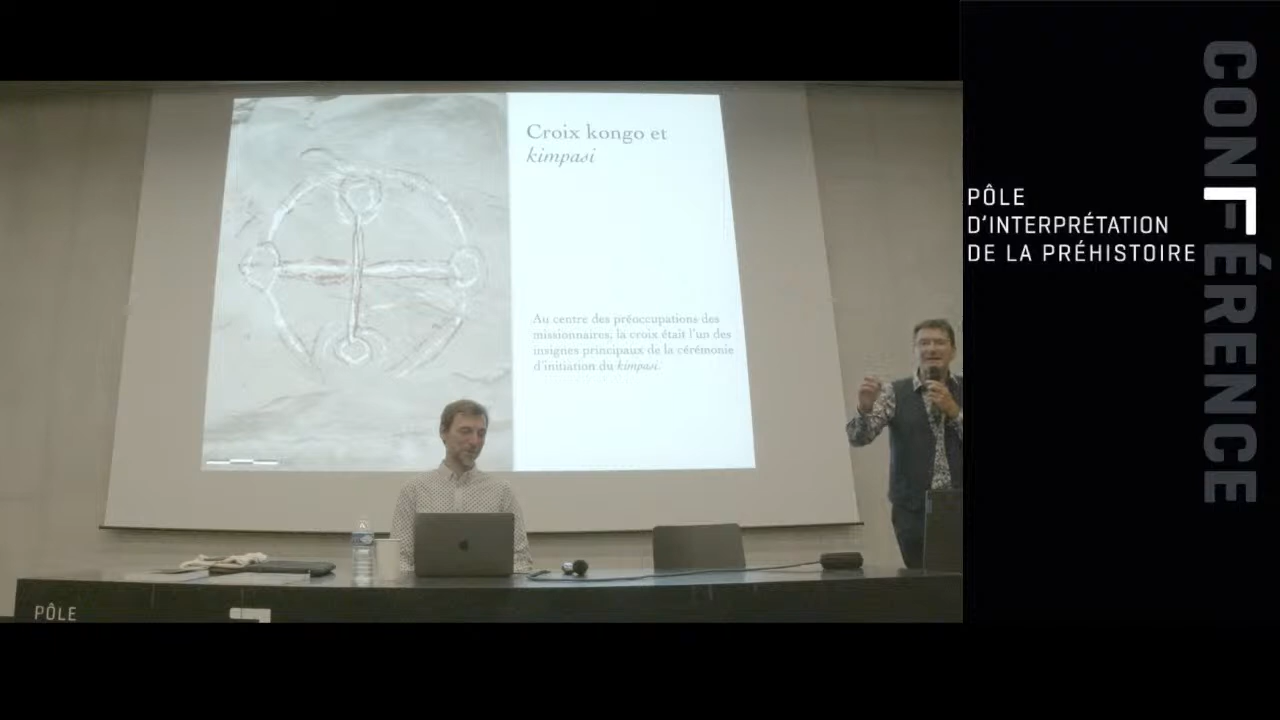 Croix kongo et
kimpasi
Au centre des préoccupations des
missionnaires, la croix était l'un des
insignes principaux de la cérémonie
d'initiation du kimpasi.
PÔLE
PÔLE
D'INTERPRÉTATION
DE LA PRÉHISTOIRE
CONFÉRENCE